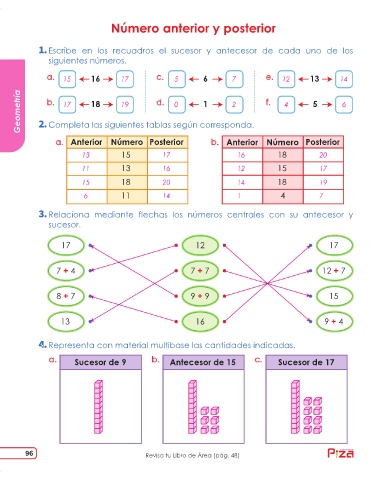 Número anterior y posterior
1. Escribe en los recuadros el sucesor y antecesor de cada uno de los
siguientes números.
a. 15 16 17 c. 5 6 7 e. 12 13 14
b. 17 18 19 d. 0 1 2 f. 4 5 6
Geometría
2. Completa las siguientes tablas según corresponda.
a. Anterior Número Posterior b. Anterior Número Posterior
13 15 17 16 18 20
11 13 16 12 15 17
15 18 20 14 18 19
6 11 14 1 4 7
3. Relaciona mediante flechas los números centrales con su antecesor y
sucesor.
17 12 17
7 + 4 7 + 7 12 + 7
8 + 7 9 + 9 15
13 16 9 + 4
4. Representa con material multibase las cantidades indicadas.
a. Sucesor de 9 b. Antecesor de 15 c. Sucesor de 17
96 Revisa tu Libro de Área (pág. 48)